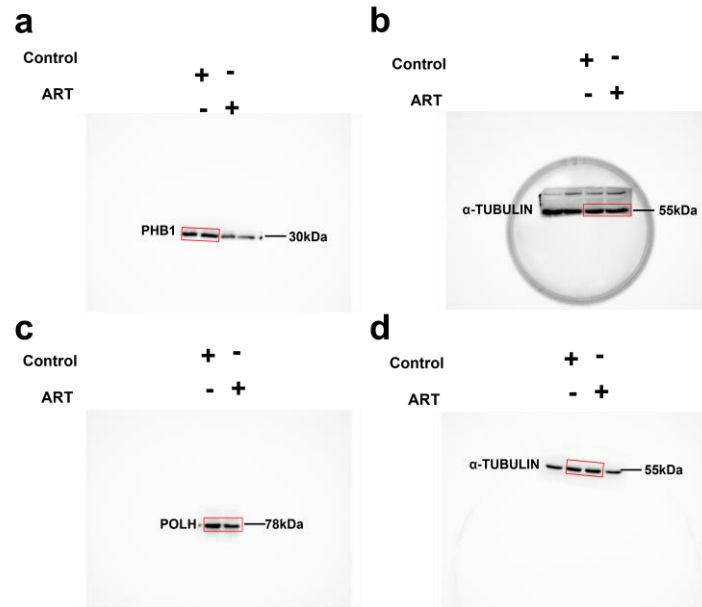 a
Control + -
ART - +
PHB1 30kDa
b
Control + -
ART - +
α-TUBULIN 55kDa
c
Control + -
ART - +
POLH 78kDa
d
Control + -
ART - +
α-TUBULIN 55kDa